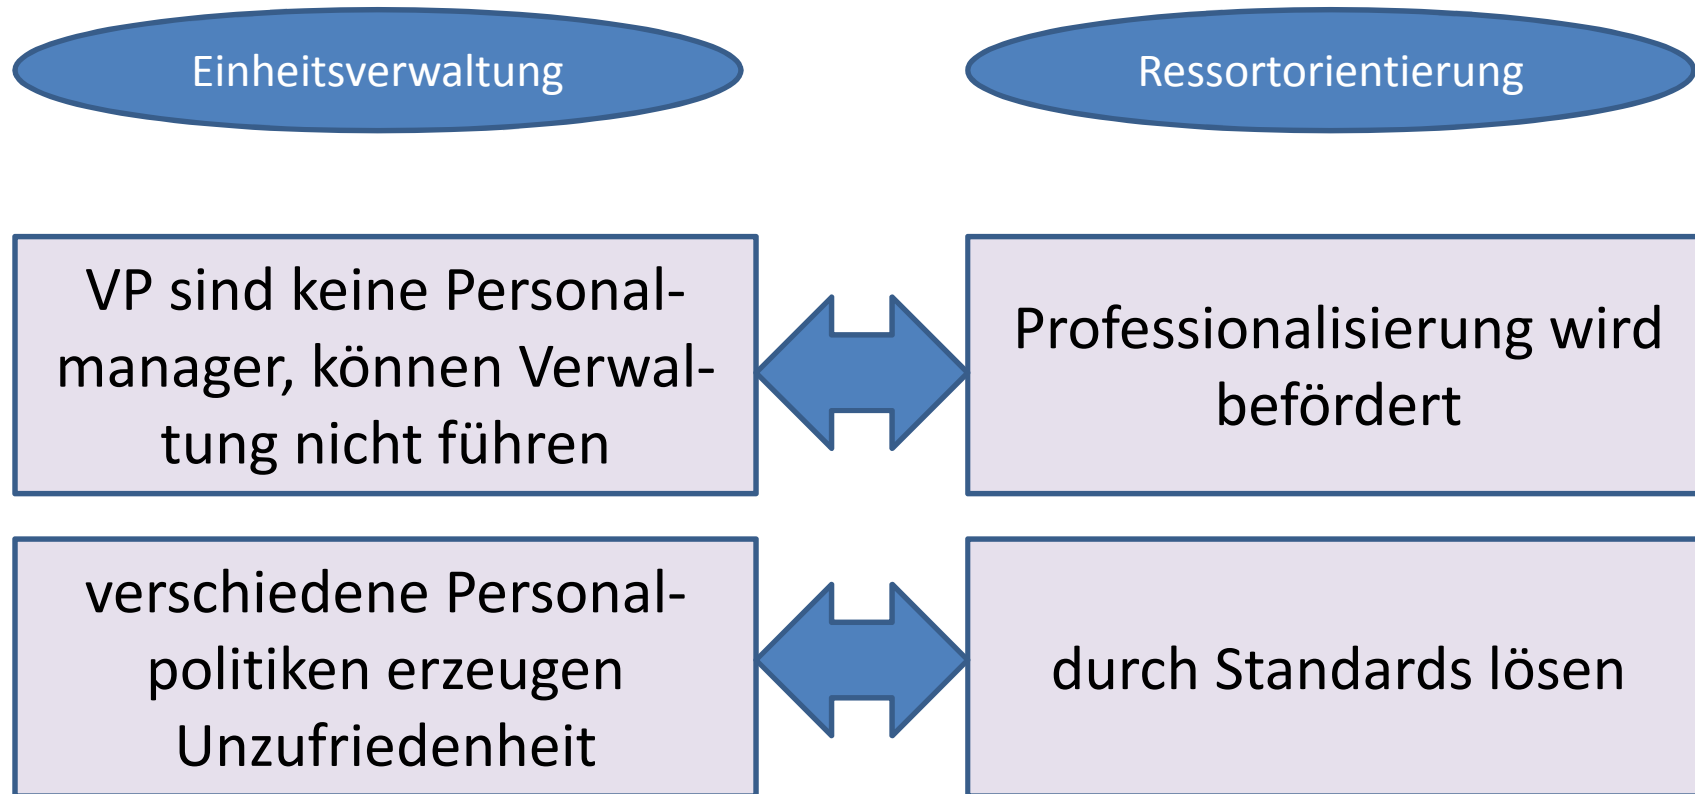 Einheitsverwaltung
Ressortorientierung
VP sind keine Personal-
manager, können Verwal-
tung nicht führen
Professionalisierung wird
befördert
verschiedene Personal-
politiken erzeugen
Unzufriedenheit
durch Standards lösen